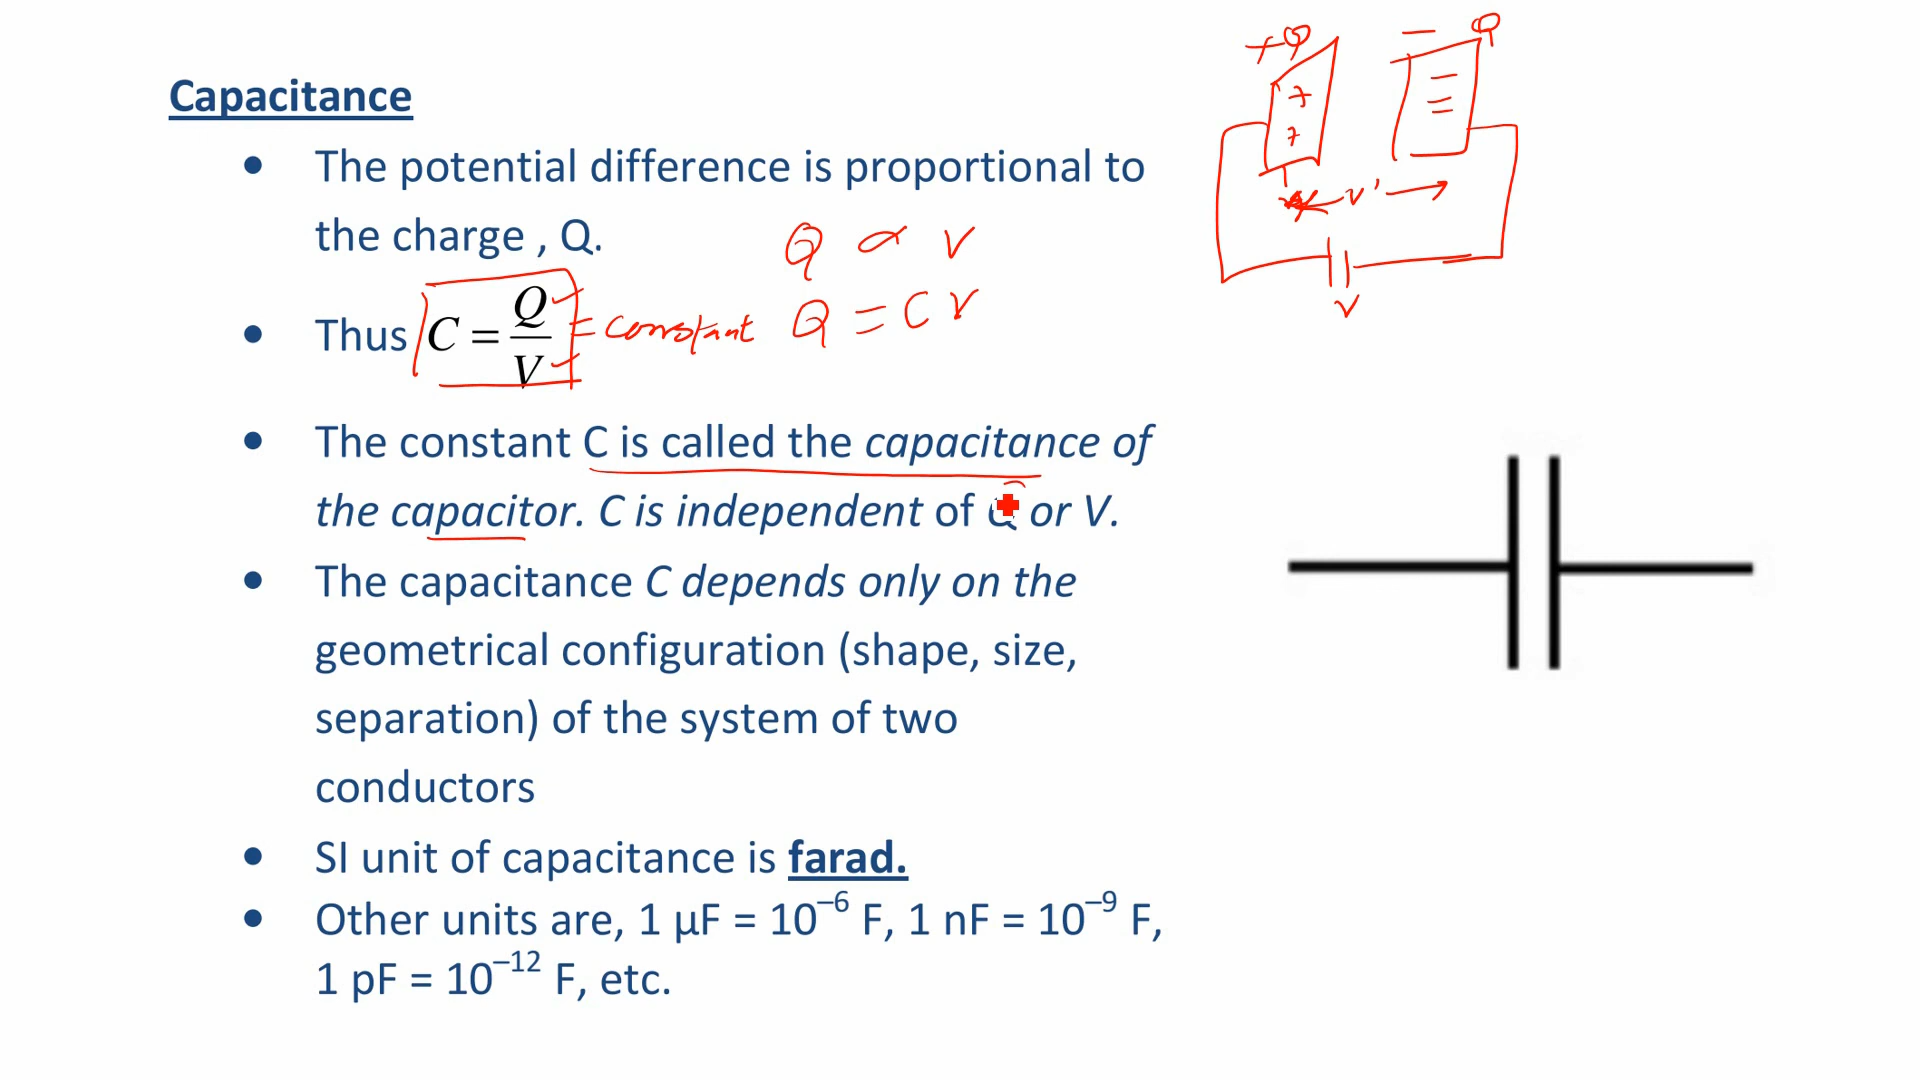 +Q
— Q
Capacitance
+
+
• The potential difference is proportional to
V'
the charge , Q.
Q ∝ V
V
• Thus C = Q/V = constant
Q = CV
• The constant C is called the capacitance of
the capacitor. C is independent of Q or V.
• The capacitance C depends only on the
geometrical configuration (shape, size,
separation) of the system of two
conductors
• SI unit of capacitance is farad.
• Other units are, 1 μF = 10⁻⁶ F, 1 nF = 10⁻⁹ F,
1 pF = 10⁻¹² F, etc.